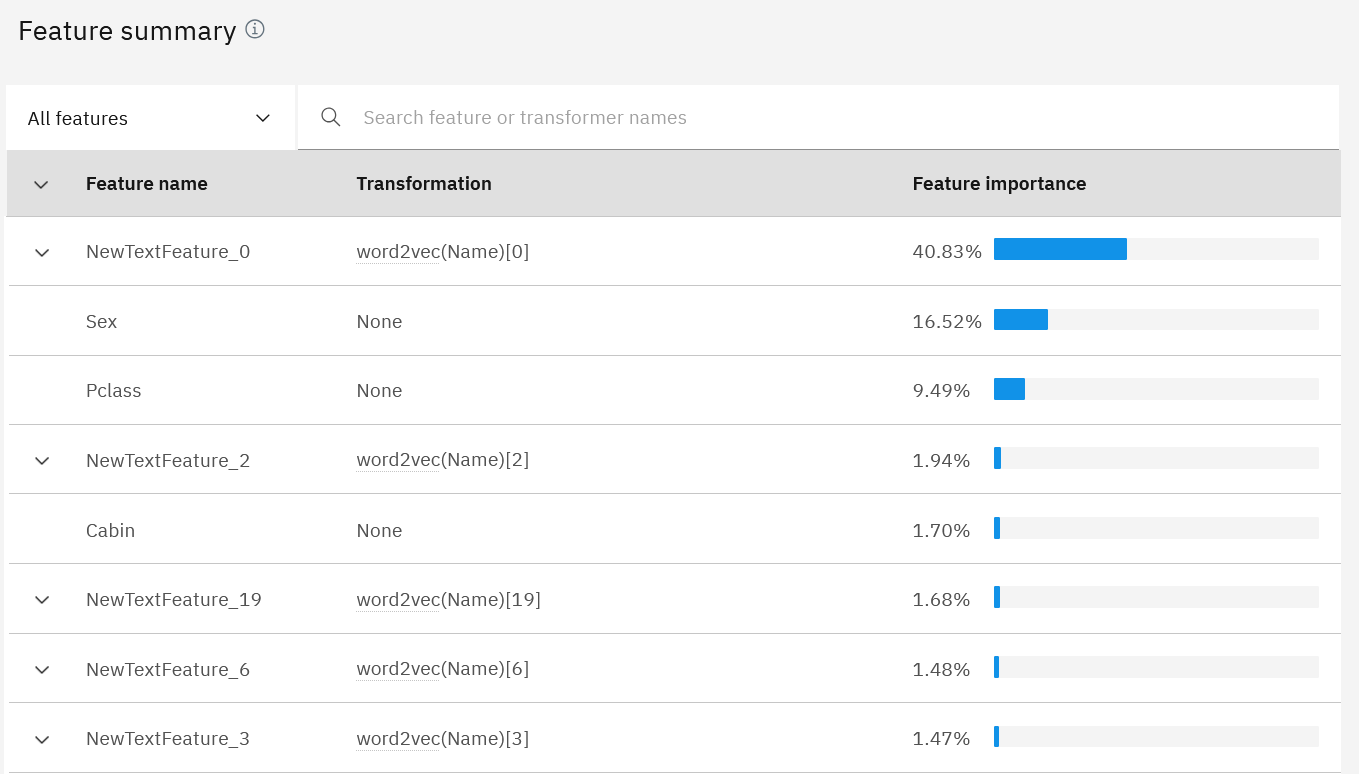 Feature summary
All features Search feature or transformer names
Feature name Transformation Feature importance
NewTextFeature_0 word2vec(Name)[0] 40.83%
Sex None 16.52%
Pclass None 9.49%
NewTextFeature_2 word2vec(Name)[2] 1.94%
Cabin None 1.70%
NewTextFeature_19 word2vec(Name)[19] 1.68%
NewTextFeature_6 word2vec(Name)[6] 1.48%
NewTextFeature_3 word2vec(Name)[3] 1.47%